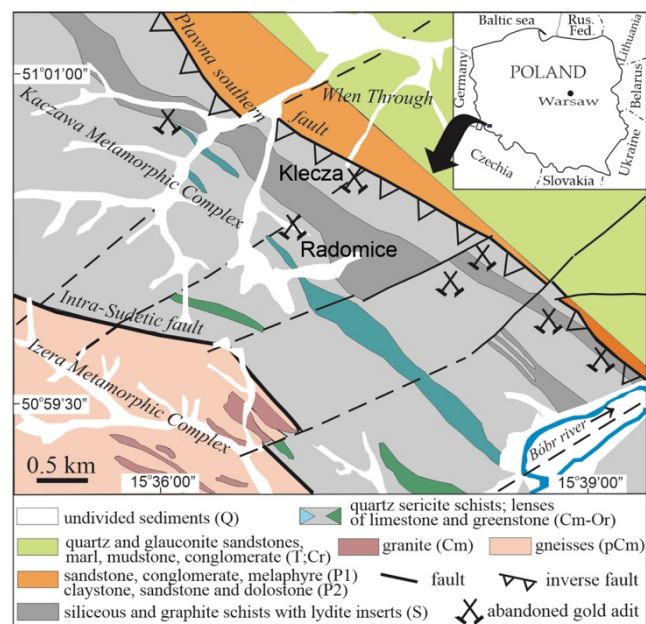 Baltic sea
Rus.
Fed.
Lithuania
Germany
POLAND
Warsaw
Belarus
Ukraine
Czechia
Slovakia
51°01'00"
Plawna southern
fault
Wlen Through
Kaczawa Metamorphic Complex
Klecza
Radomice
Intra-Sudetic fault
Izera Metamorphic Complex
50°59'30"
0.5 km
15°36'00"
15°39'00"
Bóbr river
undivided sediments (Q)
quartz sericite schists; lenses
of limestone and greenstone (Cm-Or)
quartz and glauconite sandstones,
marl, mudstone, conglomerate (T;Cr)
granite (Cm)
gneisses (pCm)
sandstone, conglomerate, melaphyre (P1)
claystone, sandstone and dolostone (P2)
fault
inverse fault
siliceous and graphite schists with lydite inserts (S)
abandoned gold adit